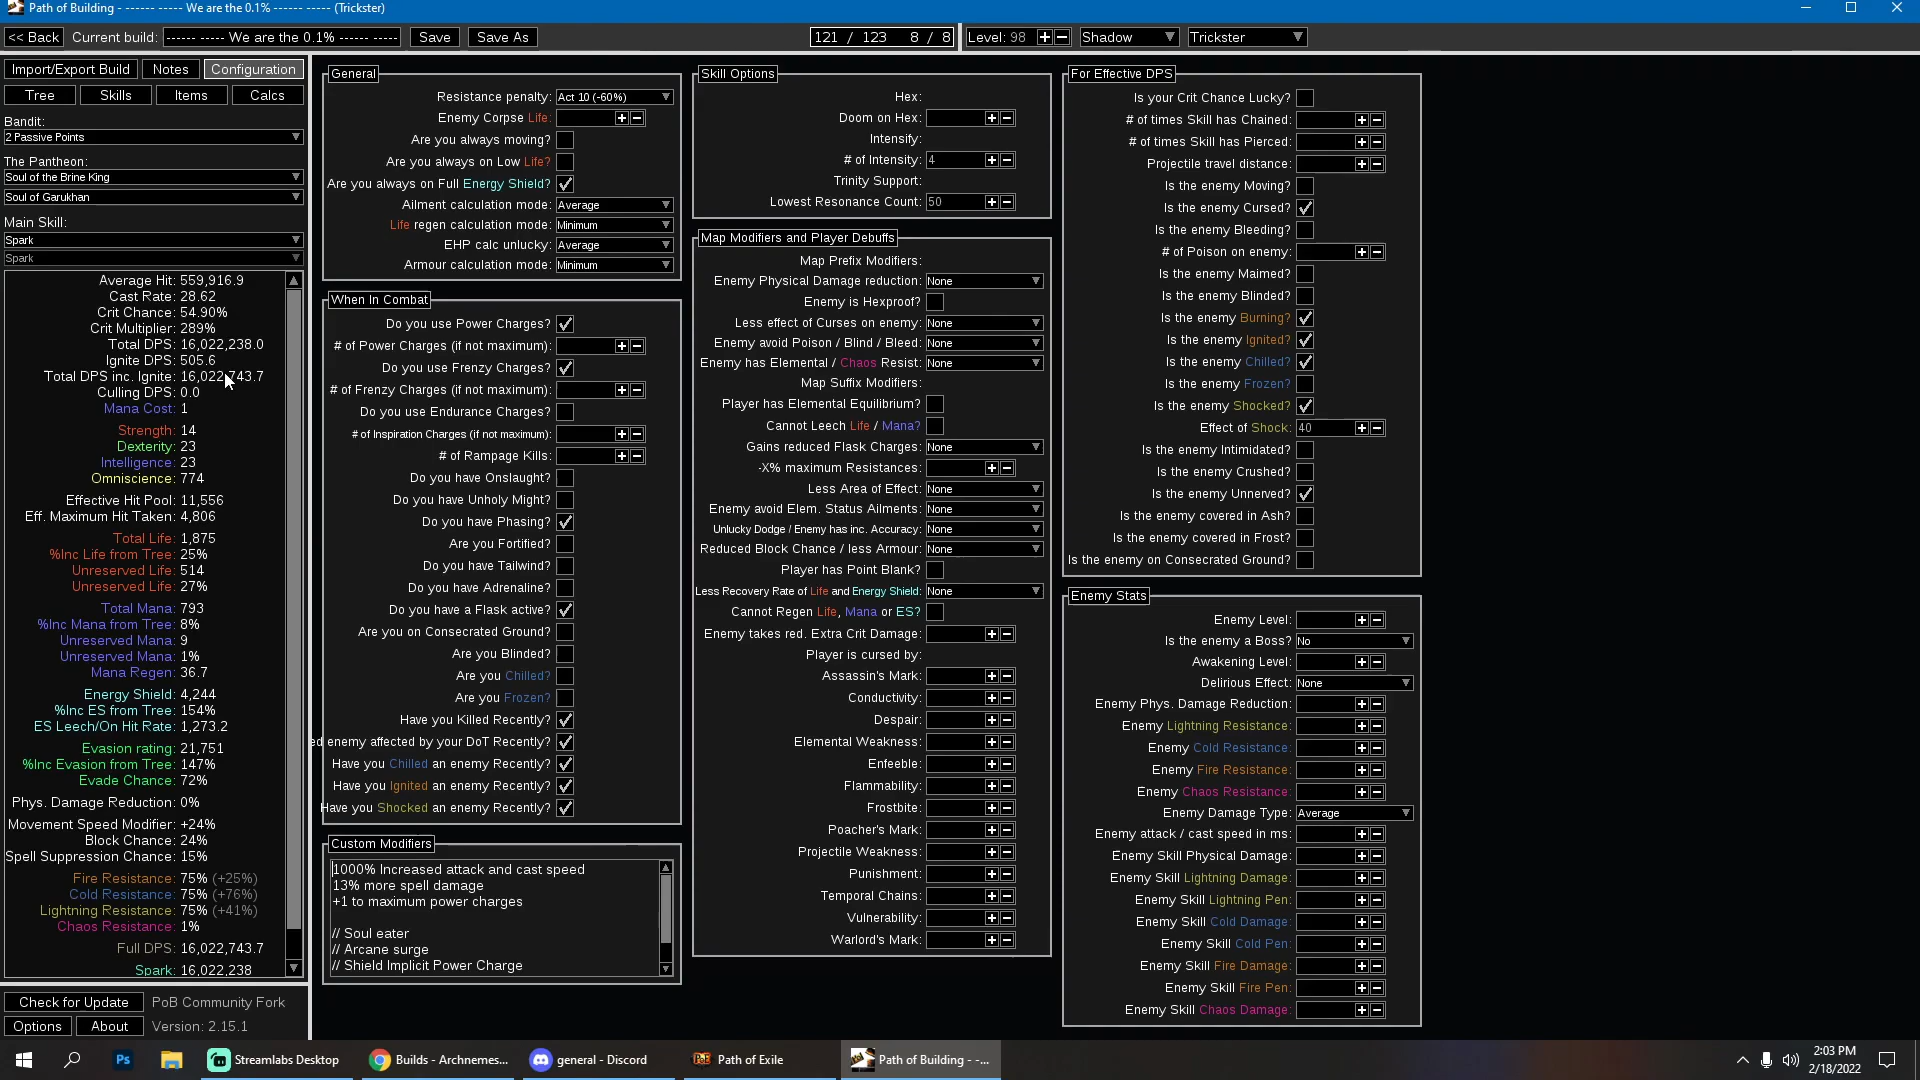 Path of Building - ------ ----- We are the 0.1% ------ ----- (Trickster)
<< Back Current build: ------ ----- We are the 0.1% ------ ----- Save Save As 121 / 123 8 / 8 Level: 98 Shadow Trickster
Import/Export Build Notes Configuration
Tree Skills Items Calcs
Bandit:
2 Passive Points
The Pantheon:
Soul of the Brine King
Soul of Garukhan
Main Skill:
Spark
Spark
Average Hit: 559,916.9
Cast Rate: 28.62
Crit Chance: 54.90%
Crit Multiplier: 289%
Total DPS: 16,022,238.0
Ignite DPS: 505.6
Total DPS inc. Ignite: 16,022,743.7
Culling DPS: 0.0
Mana Cost: 1
Strength: 14
Dexterity: 23
Intelligence: 23
Omniscience: 774
Effective Hit Pool: 11,556
Eff. Maximum Hit Taken: 4,806
Total Life: 1,875
%Inc Life from Tree: 25%
Unreserved Life: 514
Unreserved Life: 27%
Total Mana: 793
%Inc Mana from Tree: 8%
Unreserved Mana: 9
Unreserved Mana: 1%
Mana Regen: 36.7
Energy Shield: 4,244
%Inc ES from Tree: 154%
ES Leech/On Hit Rate: 1,273.2
Evasion rating: 21,751
%Inc Evasion from Tree: 147%
Evade Chance: 72%
Phys. Damage Reduction: 0%
Movement Speed Modifier: +24%
Block Chance: 24%
Spell Suppression Chance: 15%
Fire Resistance: 75% (+25%)
Cold Resistance: 75% (+76%)
Lightning Resistance: 75% (+41%)
Chaos Resistance: 1%
Full DPS: 16,022,743.7
Spark: 16,022,238
Check for Update PoB Community Fork
Options About Version: 2.15.1
General
Resistance penalty: Act 10 (-60%)
Enemy Corpse Life:
Are you always moving?
Are you always on Low Life?
Are you always on Full Energy Shield?
Ailment calculation mode: Average
Life regen calculation mode: Minimum
EHP calc unlucky: Average
Armour calculation mode: Minimum
When In Combat
Do you use Power Charges?
# of Power Charges (if not maximum):
Do you use Frenzy Charges?
# of Frenzy Charges (if not maximum):
Do you use Endurance Charges?
# of Inspiration Charges (if not maximum):
# of Rampage Kills:
Do you have Onslaught?
Do you have Unholy Might?
Do you have Phasing?
Are you Fortified?
Do you have Tailwind?
Do you have Adrenaline?
Do you have a Flask active?
Are you on Consecrated Ground?
Are you Blinded?
Are you Chilled?
Are you Frozen?
Have you Killed Recently?
ed enemy affected by your DoT Recently?
Have you Chilled an enemy Recently?
Have you Ignited an enemy Recently?
Have you Shocked an enemy Recently?
Custom Modifiers
1000% Increased attack and cast speed
13% more spell damage
+1 to maximum power charges
// Soul eater
// Arcane surge
// Shield Implicit Power Charge
Skill Options
Hex:
Doom on Hex:
Intensify:
# of Intensity: 4
Trinity Support:
Lowest Resonance Count: 50
Map Modifiers and Player Debuffs
Map Prefix Modifiers:
Enemy Physical Damage reduction: None
Enemy is Hexproof?
Less effect of Curses on enemy: None
Enemy avoid Poison / Blind / Bleed: None
Enemy has Elemental / Chaos Resist: None
Map Suffix Modifiers:
Player has Elemental Equilibrium?
Cannot Leech Life / Mana?
Gains reduced Flask Charges: None
-X% maximum Resistances:
Less Area of Effect: None
Enemy avoid Elem. Status Ailments: None
Unlucky Dodge / Enemy has inc. Accuracy: None
Reduced Block Chance / less Armour: None
Player has Point Blank?
Less Recovery Rate of Life and Energy Shield: None
Cannot Regen Life, Mana or ES?
Enemy takes red. Extra Crit Damage:
Player is cursed by:
Assassin's Mark:
Conductivity:
Despair:
Elemental Weakness:
Enfeeble:
Flammability:
Frostbite:
Poacher's Mark:
Projectile Weakness:
Punishment:
Temporal Chains:
Vulnerability:
Warlord's Mark:
For Effective DPS
Is your Crit Chance Lucky?
# of times Skill has Chained:
# of times Skill has Pierced:
Projectile travel distance:
Is the enemy Moving?
Is the enemy Cursed?
Is the enemy Bleeding?
# of Poison on enemy:
Is the enemy Maimed?
Is the enemy Blinded?
Is the enemy Burning?
Is the enemy Ignited?
Is the enemy Chilled?
Is the enemy Frozen?
Is the enemy Shocked?
Effect of Shock: 40
Is the enemy Intimidated?
Is the enemy Crushed?
Is the enemy Unnerved?
Is the enemy covered in Ash?
Is the enemy covered in Frost?
Is the enemy on Consecrated Ground?
Enemy Stats
Enemy Level:
Is the enemy a Boss? No
Awakening Level:
Delirious Effect: None
Enemy Phys. Damage Reduction:
Enemy Lightning Resistance:
Enemy Cold Resistance:
Enemy Fire Resistance:
Enemy Chaos Resistance:
Enemy Damage Type: Average
Enemy attack / cast speed in ms:
Enemy Skill Physical Damage:
Enemy Skill Lightning Damage:
Enemy Skill Lightning Pen:
Enemy Skill Cold Damage:
Enemy Skill Cold Pen:
Enemy Skill Fire Damage:
Enemy Skill Fire Pen:
Enemy Skill Chaos Damage:
Ps Streamlabs Desktop Builds - Archnemes... general - Discord PoE Path of Exile Path of Building - -... 2:03 PM
2/18/2022